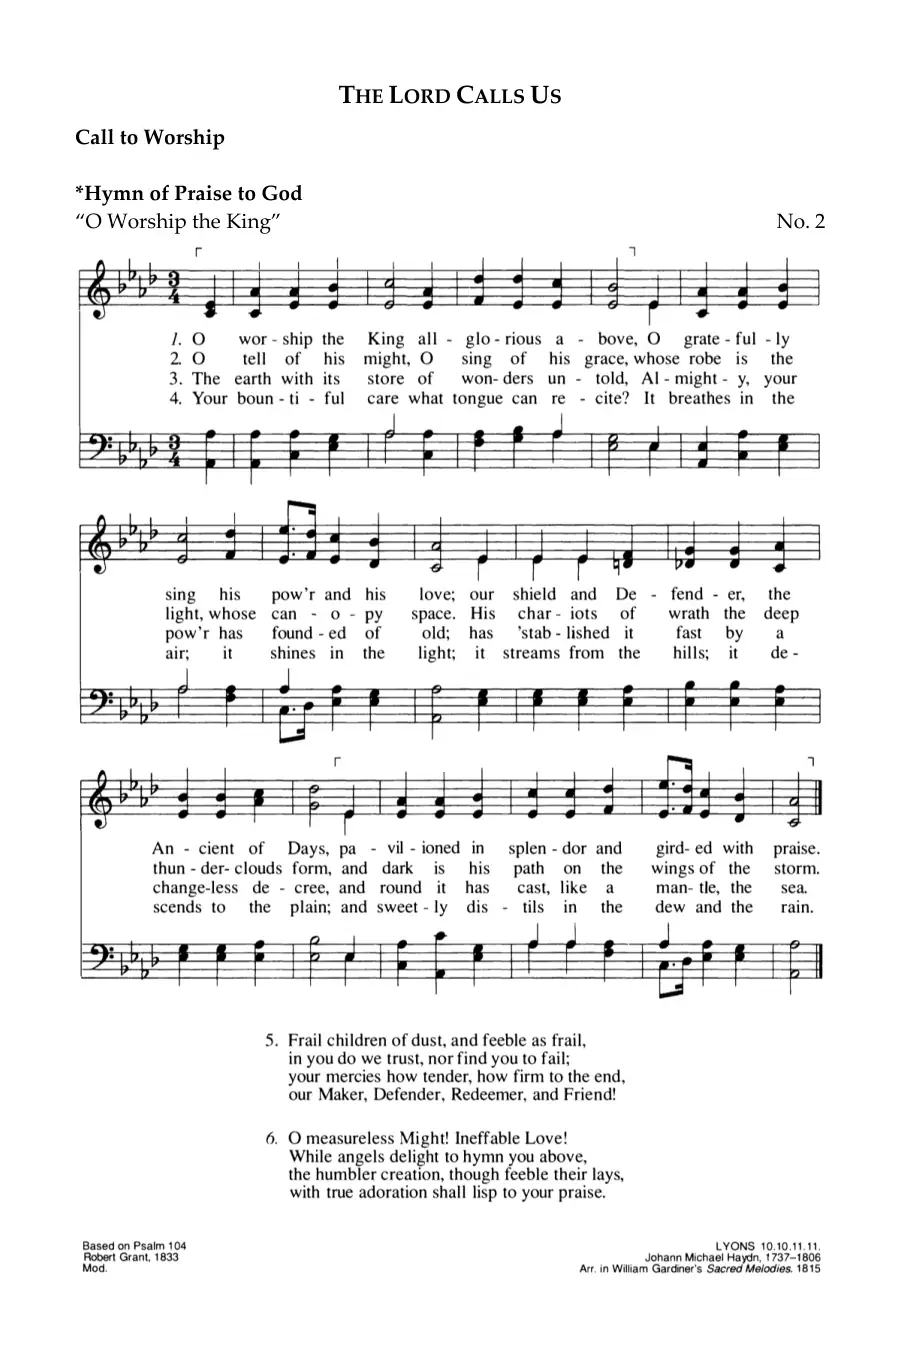 THE LORD CALLS US
Call to Worship
*Hymn of Praise to God
“O Worship the King” No. 2
1. O wor - ship the King all - glo - rious a - bove, O grate - ful - ly
2. O tell of his might, O sing of his grace, whose robe is the
3. The earth with its store of won- ders un - told, Al - might - y, your
4. Your boun - ti - ful care what tongue can re - cite? It breathes in the
sing his pow'r and his love; our shield and De - fend - er, the
light, whose can - o - py space. His char - iots of wrath the deep
pow'r has found - ed of old; has 'stab - lished it fast by a
air; it shines in the light; it streams from the hills; it de -
An - cient of Days, pa - vil - ioned in splen - dor and gird- ed with praise.
thun - der- clouds form, and dark is his path on the wings of the storm.
change-less de - cree, and round it has cast, like a man- tle, the sea.
scends to the plain; and sweet - ly dis - tils in the dew and the rain.
5. Frail children of dust, and feeble as frail,
in you do we trust, nor find you to fail;
your mercies how tender, how firm to the end,
our Maker, Defender, Redeemer, and Friend!
6. O measureless Might! Ineffable Love!
While angels delight to hymn you above,
the humbler creation, though feeble their lays,
with true adoration shall lisp to your praise.
Based on Psalm 104
Robert Grant, 1833
Mod.
LYONS 10.10.11.11.
Johann Michael Haydn, 1737–1806
Arr. in William Gardiner's Sacred Melodies. 1815